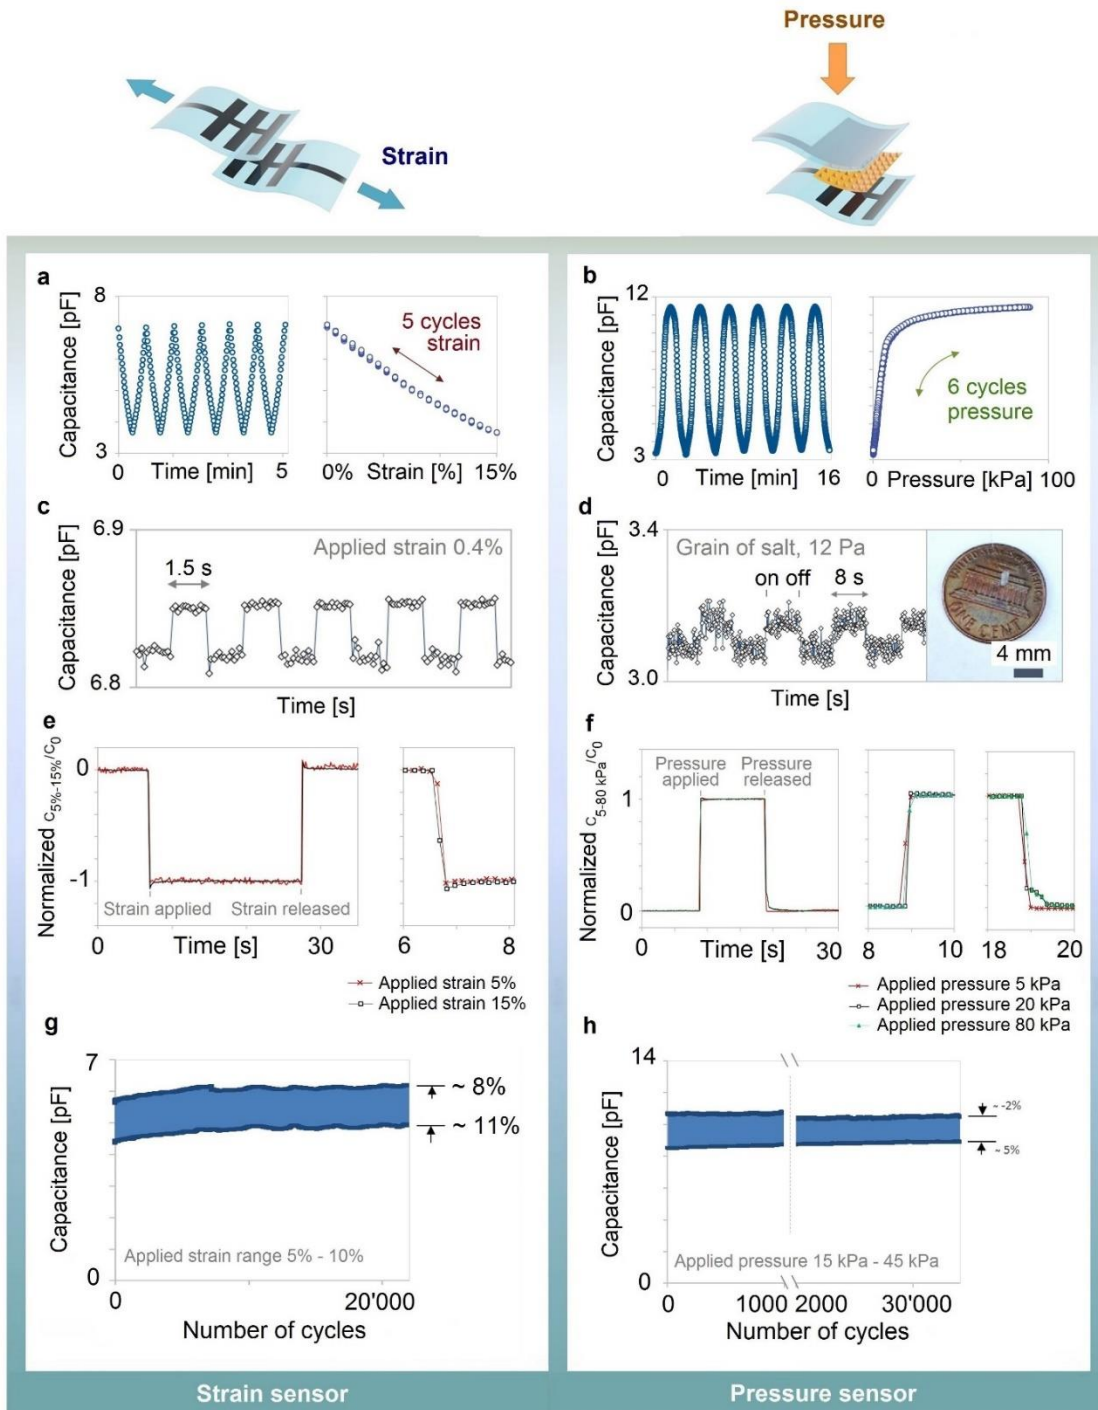 Pressure
Strain
a
Capacitance [pF]
8
3
0 Time [min] 5
5 cycles
strain
0% Strain [%] 15%
b
Capacitance [pF]
12
3
0 Time [min] 16
6 cycles
pressure
0 Pressure [kPa] 100
c
Capacitance [pF]
6.9
6.8
Applied strain 0.4%
1.5 s
Time [s]
d
Capacitance [pF]
3.4
3.0
Grain of salt, 12 Pa
on off 8 s
ONE CENT
4 mm
Time [s]
e
Normalized c5%-15%/c0
0
-1
Strain applied Strain released
0 Time [s] 30
6 8
Applied strain 5%
Applied strain 15%
f
Normalized c5-80 kPa/c0
1
0
Pressure Pressure
applied released
0 Time [s] 30
8 10
18 20
Applied pressure 5 kPa
Applied pressure 20 kPa
Applied pressure 80 kPa
g
Capacitance [pF]
7
0
~ 8%
~ 11%
Applied strain range 5% - 10%
0 20'000
Number of cycles
h
Capacitance [pF]
14
0
~ -2%
~ 5%
Applied pressure 15 kPa - 45 kPa
0 1000 2000 30'000
Number of cycles
Strain sensor
Pressure sensor